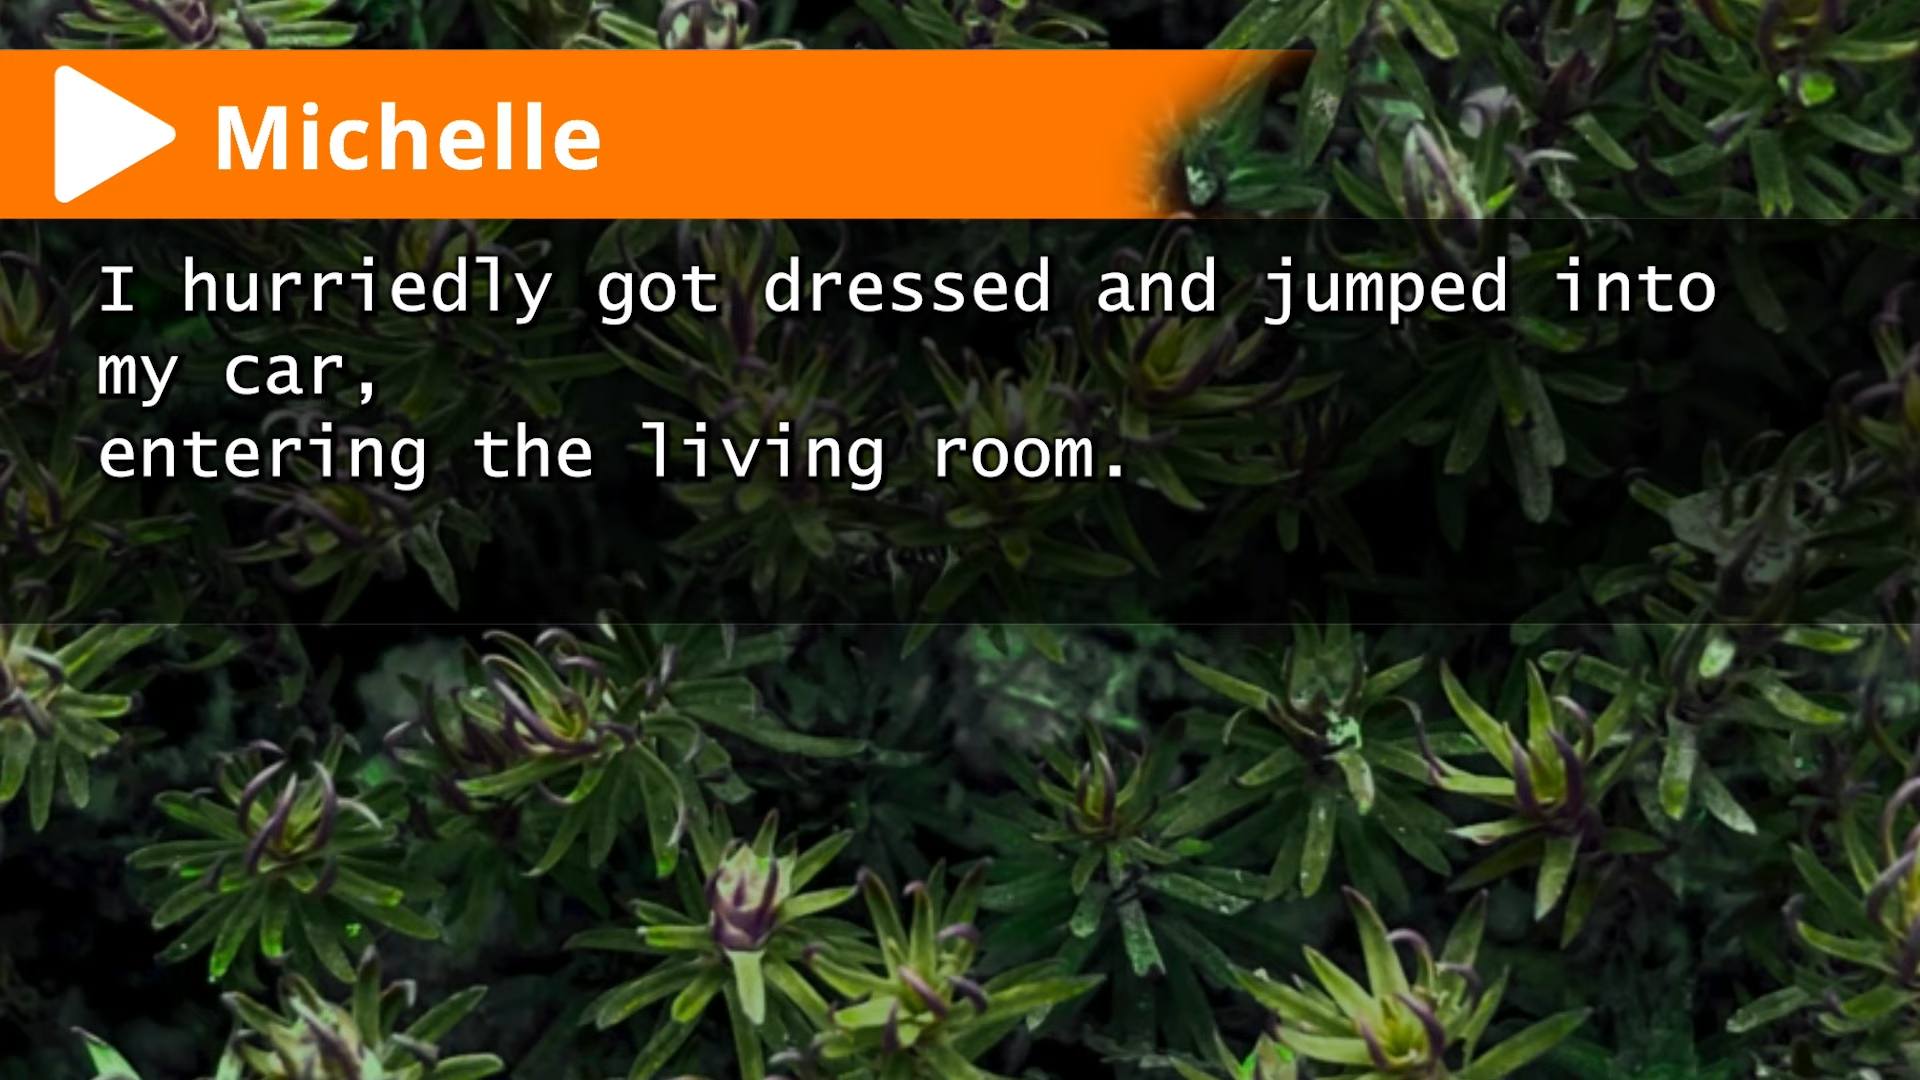 Michelle
I hurriedly got dressed and jumped into
my car,
entering the living room.